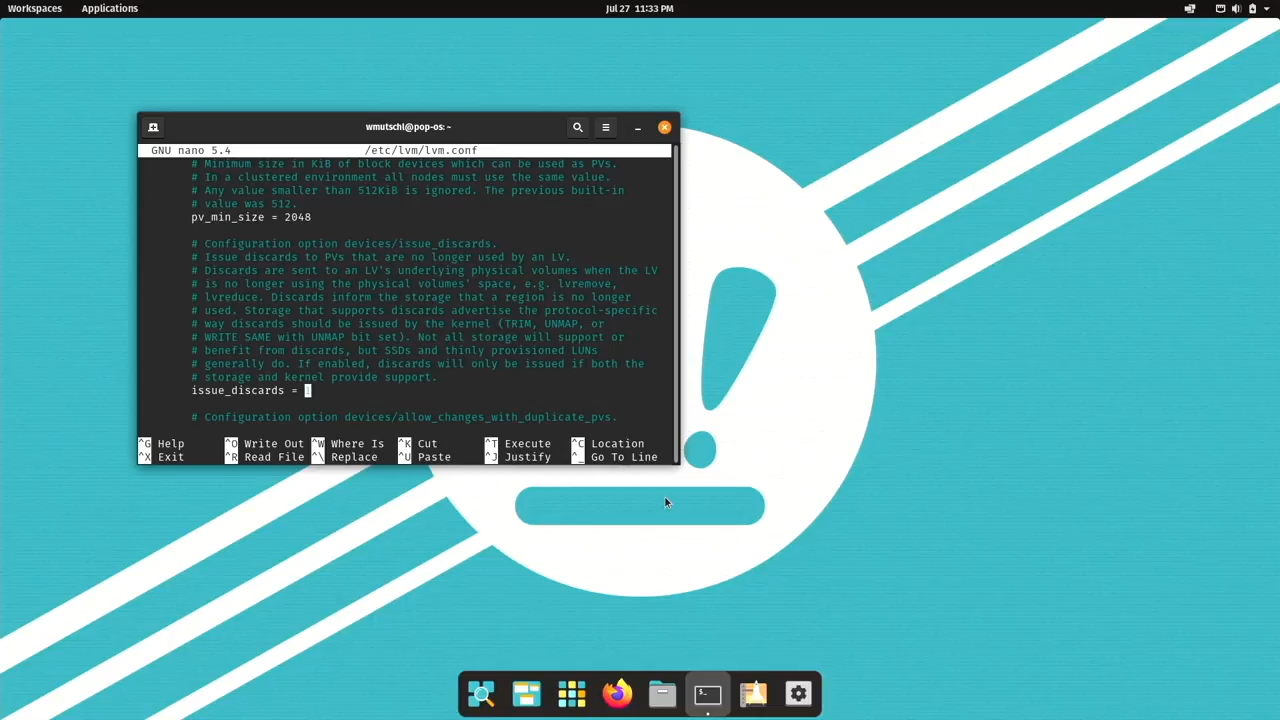 Workspaces Applications Jul 27 11:33 PM
wmutschl@pop-os: ~
GNU nano 5.4 /etc/lvm/lvm.conf
# Minimum size in KiB of block devices which can be used as PVs.
# In a clustered environment all nodes must use the same value.
# Any value smaller than 512KiB is ignored. The previous built-in
# value was 512.
pv_min_size = 2048
# Configuration option devices/issue_discards.
# Issue discards to PVs that are no longer used by an LV.
# Discards are sent to an LV's underlying physical volumes when the LV
# is no longer using the physical volumes' space, e.g. lvremove,
# lvreduce. Discards inform the storage that a region is no longer
# used. Storage that supports discards advertise the protocol-specific
# way discards should be issued by the kernel (TRIM, UNMAP, or
# WRITE SAME with UNMAP bit set). Not all storage will support or
# benefit from discards, but SSDs and thinly provisioned LUNs
# generally do. If enabled, discards will only be issued if both the
# storage and kernel provide support.
issue_discards = 1
# Configuration option devices/allow_changes_with_duplicate_pvs.
^G Help ^O Write Out ^W Where Is ^K Cut ^T Execute ^C Location
^X Exit ^R Read File ^\ Replace ^U Paste ^J Justify ^_ Go To Line
$_